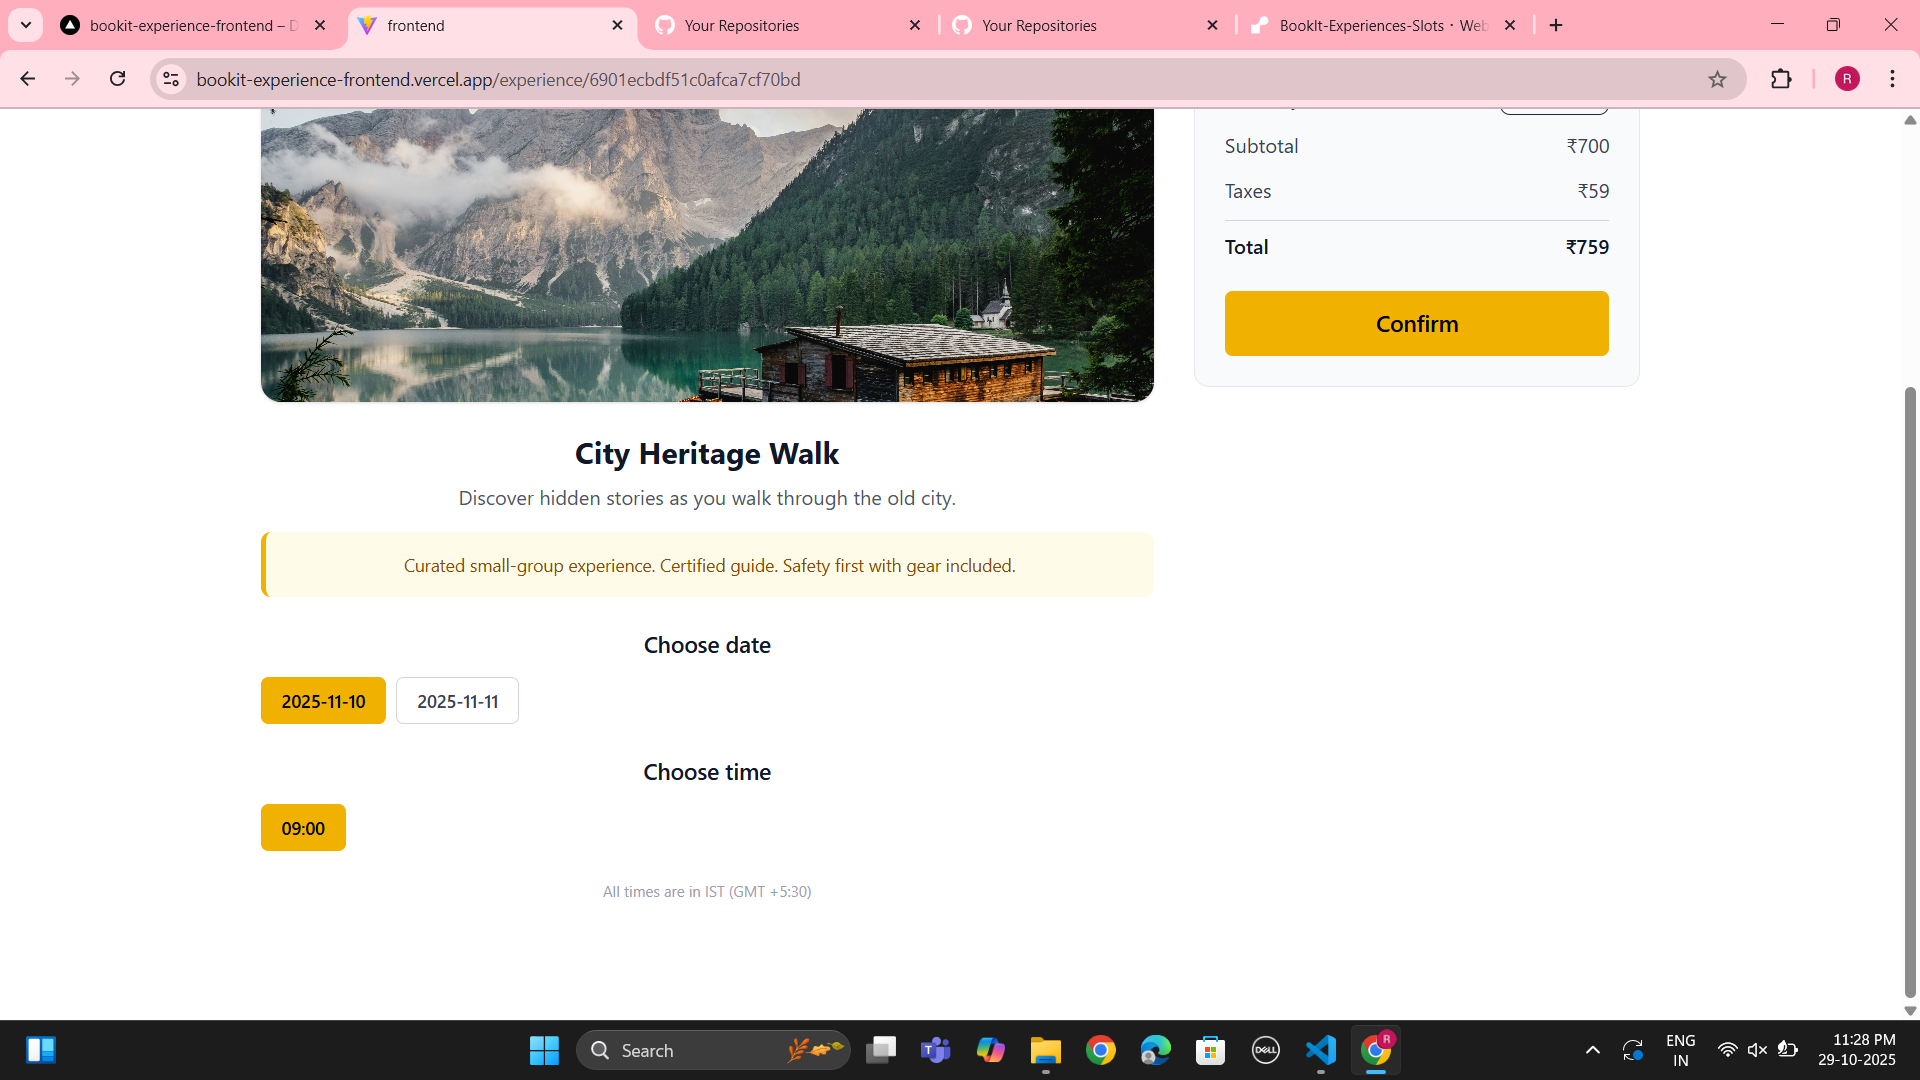 bookit-experience-frontend – D
frontend
Your Repositories
Your Repositories
BookIt-Experiences-Slots · Web
bookit-experience-frontend.vercel.app/experience/6901ecbdf51c0afca7cf70bd
R
Subtotal ₹700
Taxes ₹59
Total ₹759
Confirm
City Heritage Walk
Discover hidden stories as you walk through the old city.
Curated small-group experience. Certified guide. Safety first with gear included.
Choose date
2025-11-10 2025-11-11
Choose time
09:00
All times are in IST (GMT +5:30)
Search
DELL
R
ENG
IN
11:28 PM
29-10-2025